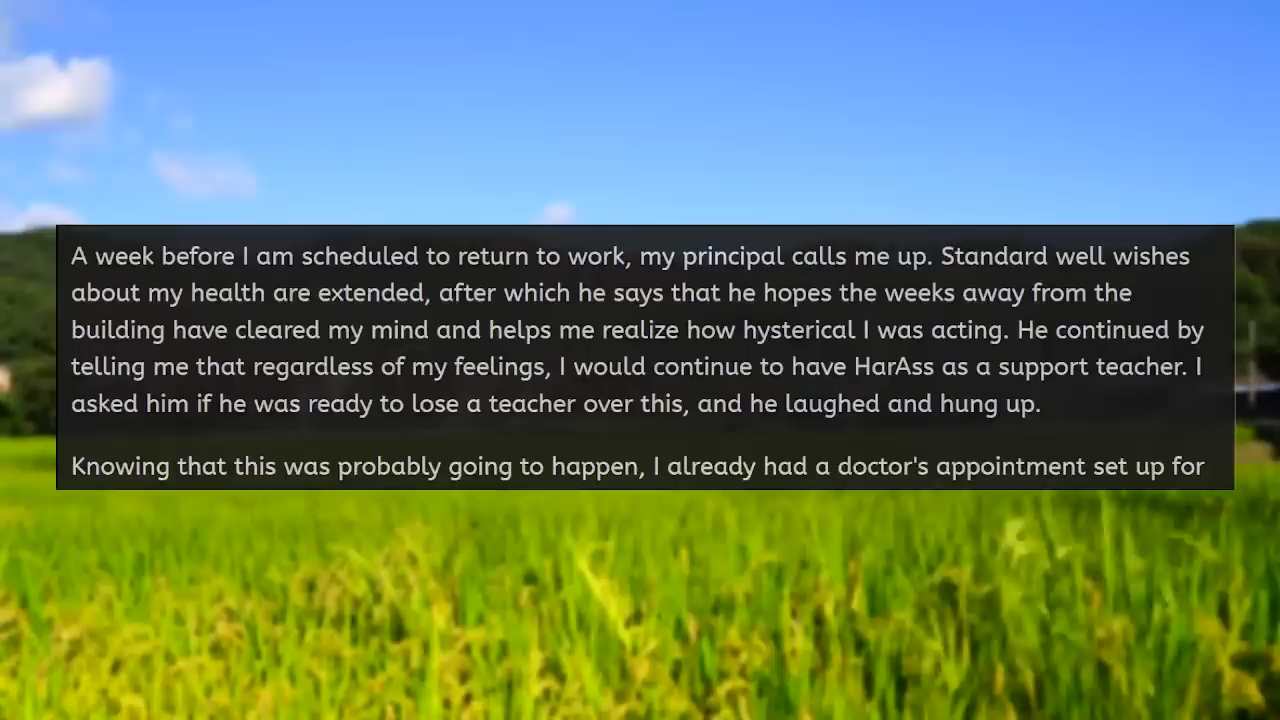 A week before I am scheduled to return to work, my principal calls me up. Standard well wishes
about my health are extended, after which he says that he hopes the weeks away from the
building have cleared my mind and helps me realize how hysterical I was acting. He continued by
telling me that regardless of my feelings, I would continue to have HarAss as a support teacher. I
asked him if he was ready to lose a teacher over this, and he laughed and hung up.
Knowing that this was probably going to happen, I already had a doctor's appointment set up for